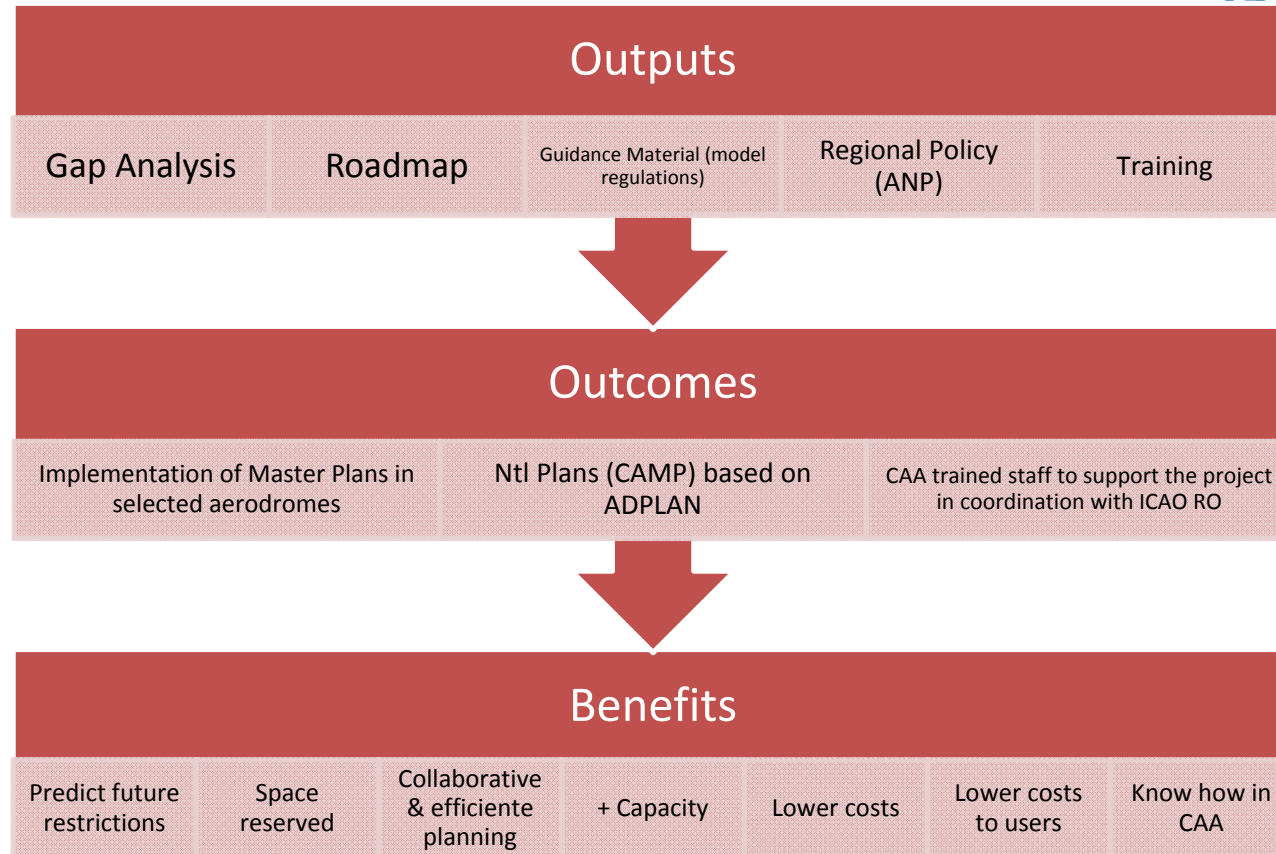 Outputs
Gap Analysis
Roadmap
Guidance Material (model
regulations)
Regional Policy
(ANP)
Training
Outcomes
Implementation of Master Plans in
selected aerodromes
Ntl Plans (CAMP) based on
ADPLAN
CAA trained staff to support the project
in coordination with ICAO RO
Benefits
Predict future
restrictions
Space
reserved
Collaborative
& efficiente
planning
+ Capacity
Lower costs
Lower costs
to users
Know how in
CAA